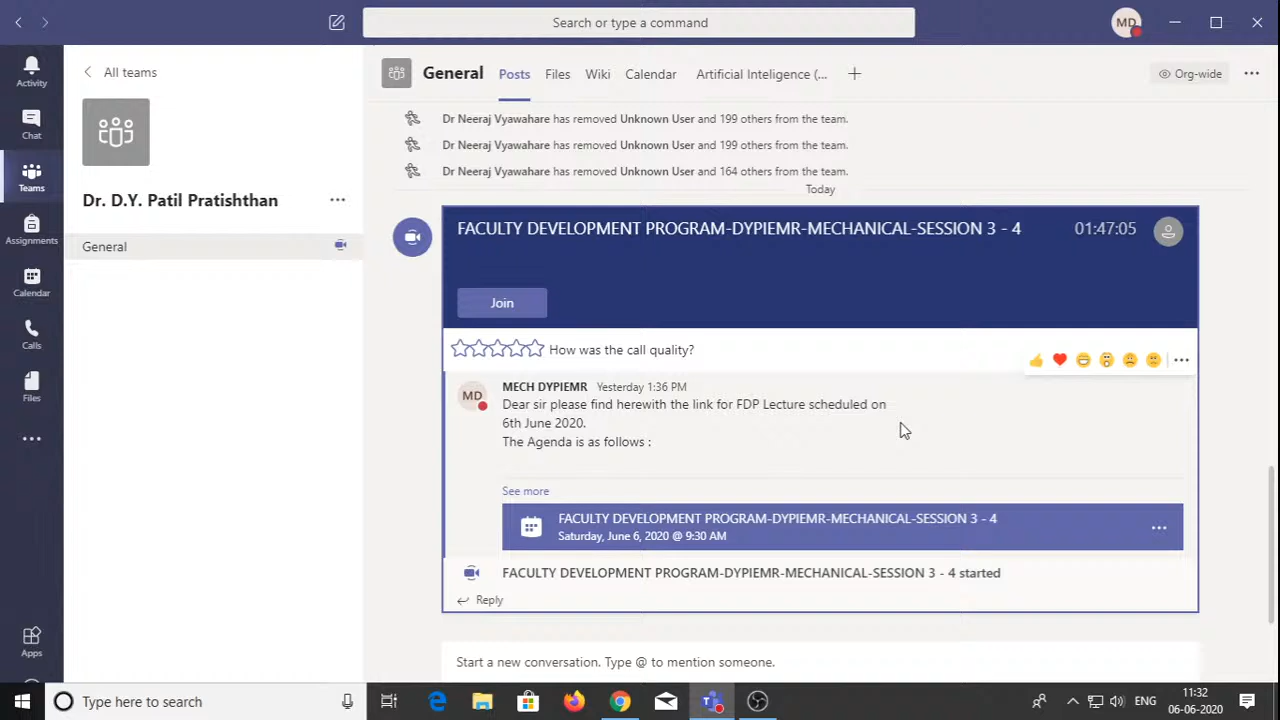 Search or type a command
MD
Activity
Chat
Teams
Assignments
Calendar
Calls
Files
Apps
All teams
Dr. D.Y. Patil Pratishthan
General
General
Posts
Files
Wiki
Calendar
Artificial Inteligence (...
Org-wide
Dr Neeraj Vyawahare has removed Unknown User and 199 others from the team.
Dr Neeraj Vyawahare has removed Unknown User and 199 others from the team.
Dr Neeraj Vyawahare has removed Unknown User and 164 others from the team.
Today
FACULTY DEVELOPMENT PROGRAM-DYPIEMR-MECHANICAL-SESSION 3 - 4
01:47:05
Join
How was the call quality?
MD
MECH DYPIEMR Yesterday 1:36 PM
Dear sir please find herewith the link for FDP Lecture scheduled on
6th June 2020.
The Agenda is as follows :
See more
FACULTY DEVELOPMENT PROGRAM-DYPIEMR-MECHANICAL-SESSION 3 - 4
Saturday, June 6, 2020 @ 9:30 AM
FACULTY DEVELOPMENT PROGRAM-DYPIEMR-MECHANICAL-SESSION 3 - 4 started
Reply
Start a new conversation. Type @ to mention someone.
Type here to search
ENG
11:32
06-06-2020